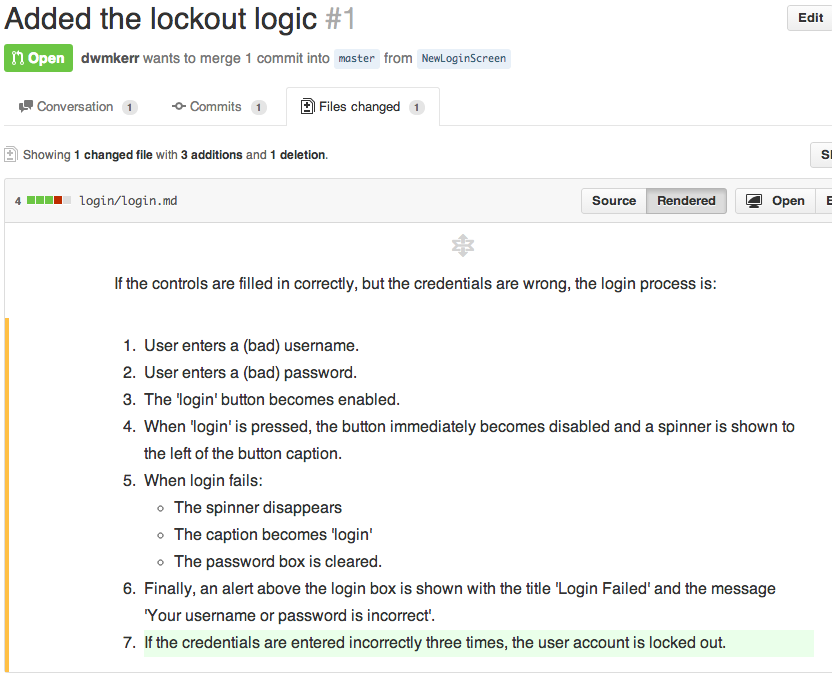 Added the lockout logic #1
Edit
Open dwmkerr wants to merge 1 commit into master from NewLoginScreen
Conversation 1 Commits 1 Files changed 1
Showing 1 changed file with 3 additions and 1 deletion.
4 login/login.md Source Rendered Open
If the controls are filled in correctly, but the credentials are wrong, the login process is:
1. User enters a (bad) username.
2. User enters a (bad) password.
3. The 'login' button becomes enabled.
4. When 'login' is pressed, the button immediately becomes disabled and a spinner is shown to
the left of the button caption.
5. When login fails:
The spinner disappears
The caption becomes 'login'
The password box is cleared.
6. Finally, an alert above the login box is shown with the title 'Login Failed' and the message
'Your username or password is incorrect'.
7. If the credentials are entered incorrectly three times, the user account is locked out.